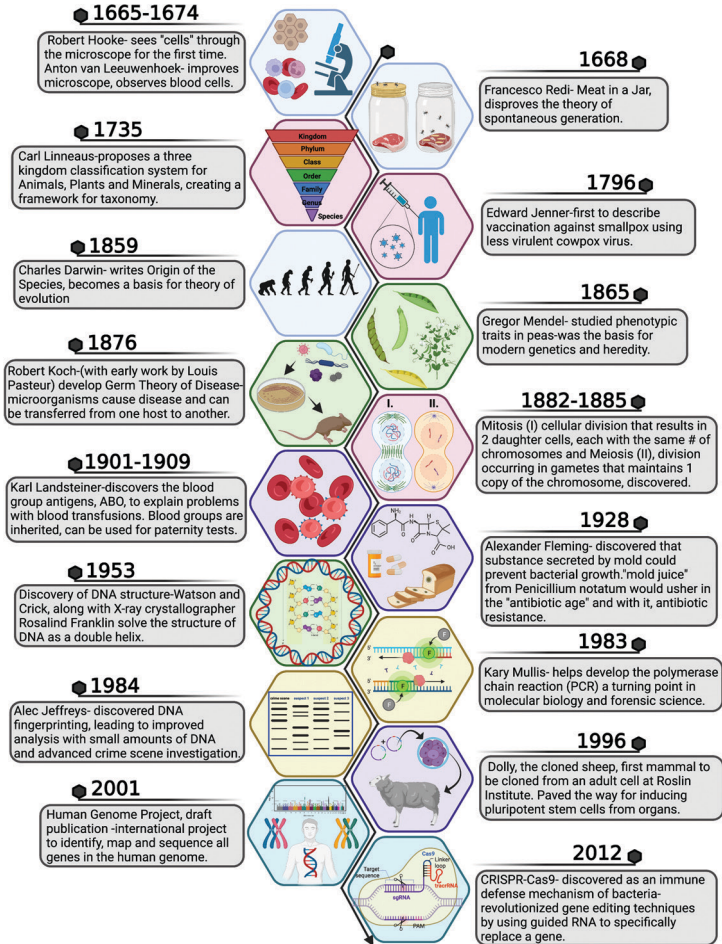 1665-1674
Robert Hooke- sees "cells" through
the microscope for the first time.
Anton van Leeuwenhoek- improves
microscope, observes blood cells.
1668
Francesco Redi- Meat in a Jar,
disproves the theory of
spontaneous generation.
1735
Carl Linneaus-proposes a three
kingdom classification system for
Animals, Plants and Minerals, creating a
framework for taxonomy.
Kingdom
Phylum
Class
Order
Family
Genus
Species
1796
Edward Jenner-first to describe
vaccination against smallpox using
less virulent cowpox virus.
1859
Charles Darwin- writes Origin of the
Species, becomes a basis for theory of
evolution
1865
Gregor Mendel- studied phenotypic
traits in peas-was the basis for
modern genetics and heredity.
1876
Robert Koch-(with early work by Louis
Pasteur) develop Germ Theory of Disease-
microorganisms cause disease and can
be transferred from one host to another.
I. II.
1882-1885
Mitosis (I) cellular division that results in
2 daughter cells, each with the same # of
chromosomes and Meiosis (II), division
occurring in gametes that maintains 1
copy of the chromosome, discovered.
1901-1909
Karl Landsteiner-discovers the blood
group antigens, ABO, to explain problems
with blood transfusions. Blood groups are
inherited, can be used for paternity tests.
NH₂
H
N
S
O
N
O
OH
O
1928
Alexander Fleming- discovered that
substance secreted by mold could
prevent bacterial growth."mold juice"
from Penicillium notatum would usher in
the "antibiotic age" and with it, antibiotic
resistance.
1953
Discovery of DNA structure-Watson and
Crick, along with X-ray crystallographer
Rosalind Franklin solve the structure of
DNA as a double helix.
F
5'
3'
F
3'
5'
F
1983
Kary Mullis- helps develop the polymerase
chain reaction (PCR) a turning point in
molecular biology and forensic science.
1984
Alec Jeffreys- discovered DNA
fingerprinting, leading to improved
analysis with small amounts of DNA
and advanced crime scene investigation.
crime scene suspect 1 suspect 2 suspect 3
1996
Dolly, the cloned sheep, first mammal to
be cloned from an adult cell at Roslin
Institute. Paved the way for inducing
pluripotent stem cells from organs.
2001
Human Genome Project, draft
publication -international project
to identify, map and sequence all
genes in the human genome.
Cas9
Linker
loop
Target
sequence
tracrRNA
sgRNA
PAM
2012
CRISPR-Cas9- discovered as an immune
defense mechanism of bacteria-
revolutionized gene editing techniques
by using guided RNA to specifically
replace a gene.